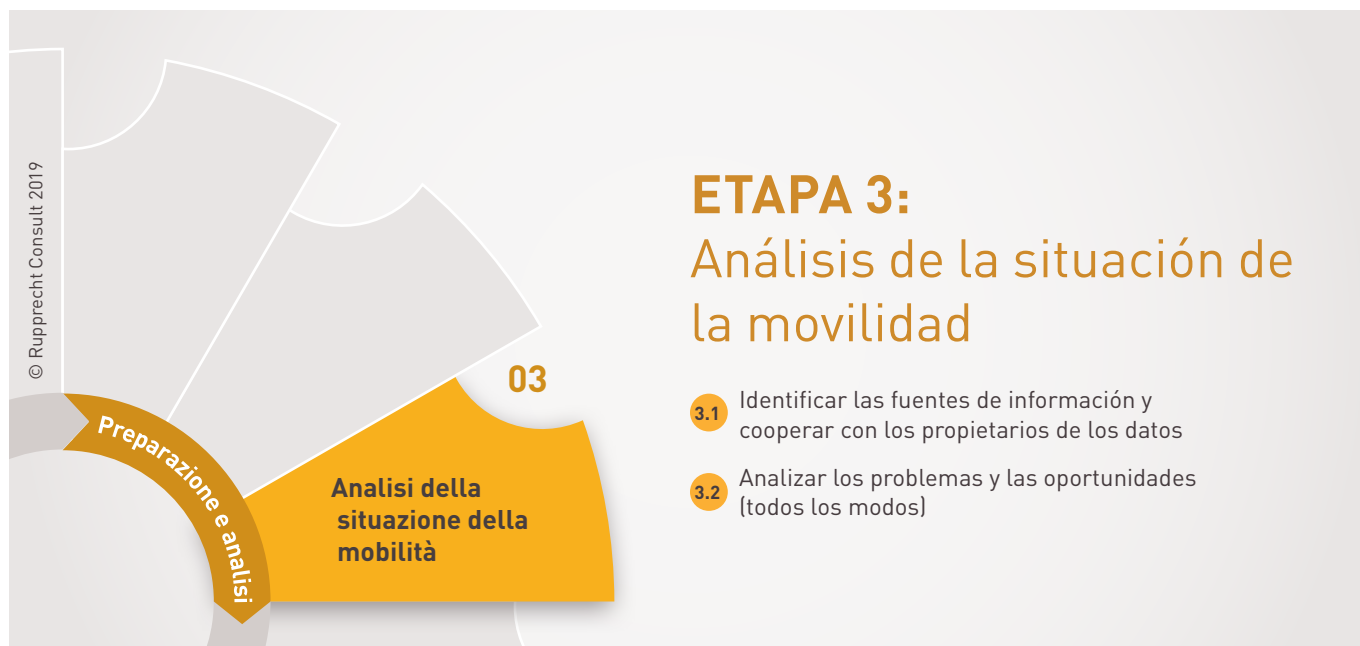 © Rupprecht Consult 2019
Preparazione e analisi
03
Analisi della
situazione della
mobilità
ETAPA 3:
Análisis de la situación de
la movilidad
3.1 Identificar las fuentes de información y
cooperar con los propietarios de los datos
3.2 Analizar los problemas y las oportunidades
(todos los modos)